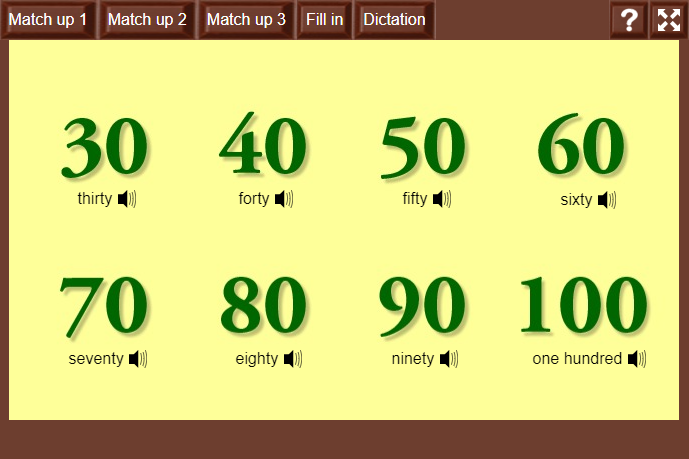 Match up 1 Match up 2 Match up 3 Fill in Dictation ?
30 40 50 60
thirty forty fifty sixty
70 80 90 100
seventy eighty ninety one hundred